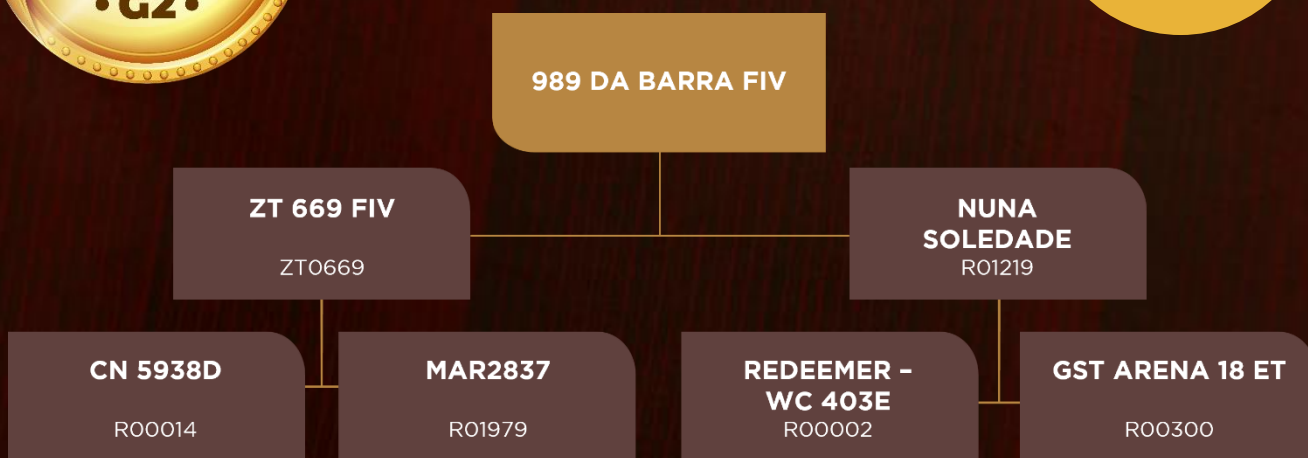 • G2 •
989 DA BARRA FIV
ZT 669 FIV
ZT0669
NUNA
SOLEDADE
R01219
CN 5938D
R00014
MAR2837
R01979
REDEEMER –
WC 403E
R00002
GST ARENA 18 ET
R00300